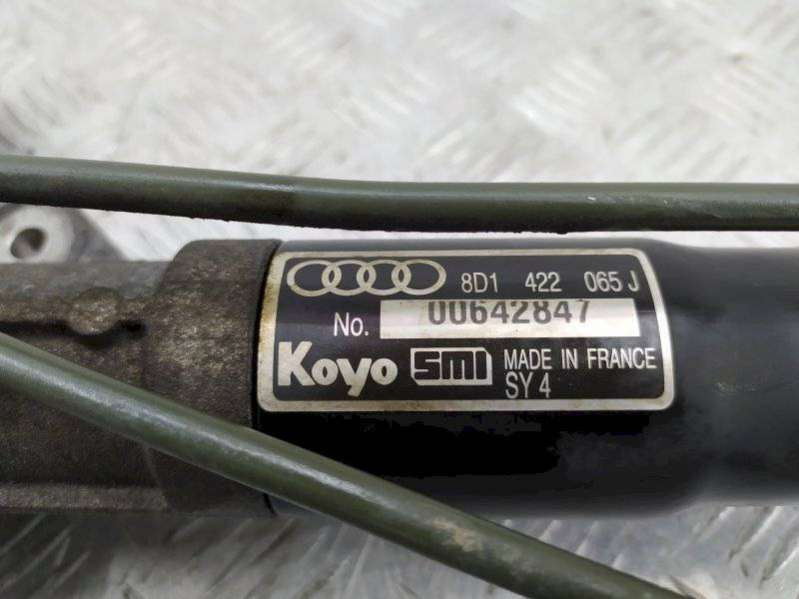 8D1 422 065 J
No. 00642847
Koyo SMI MADE IN FRANCE
SY 4